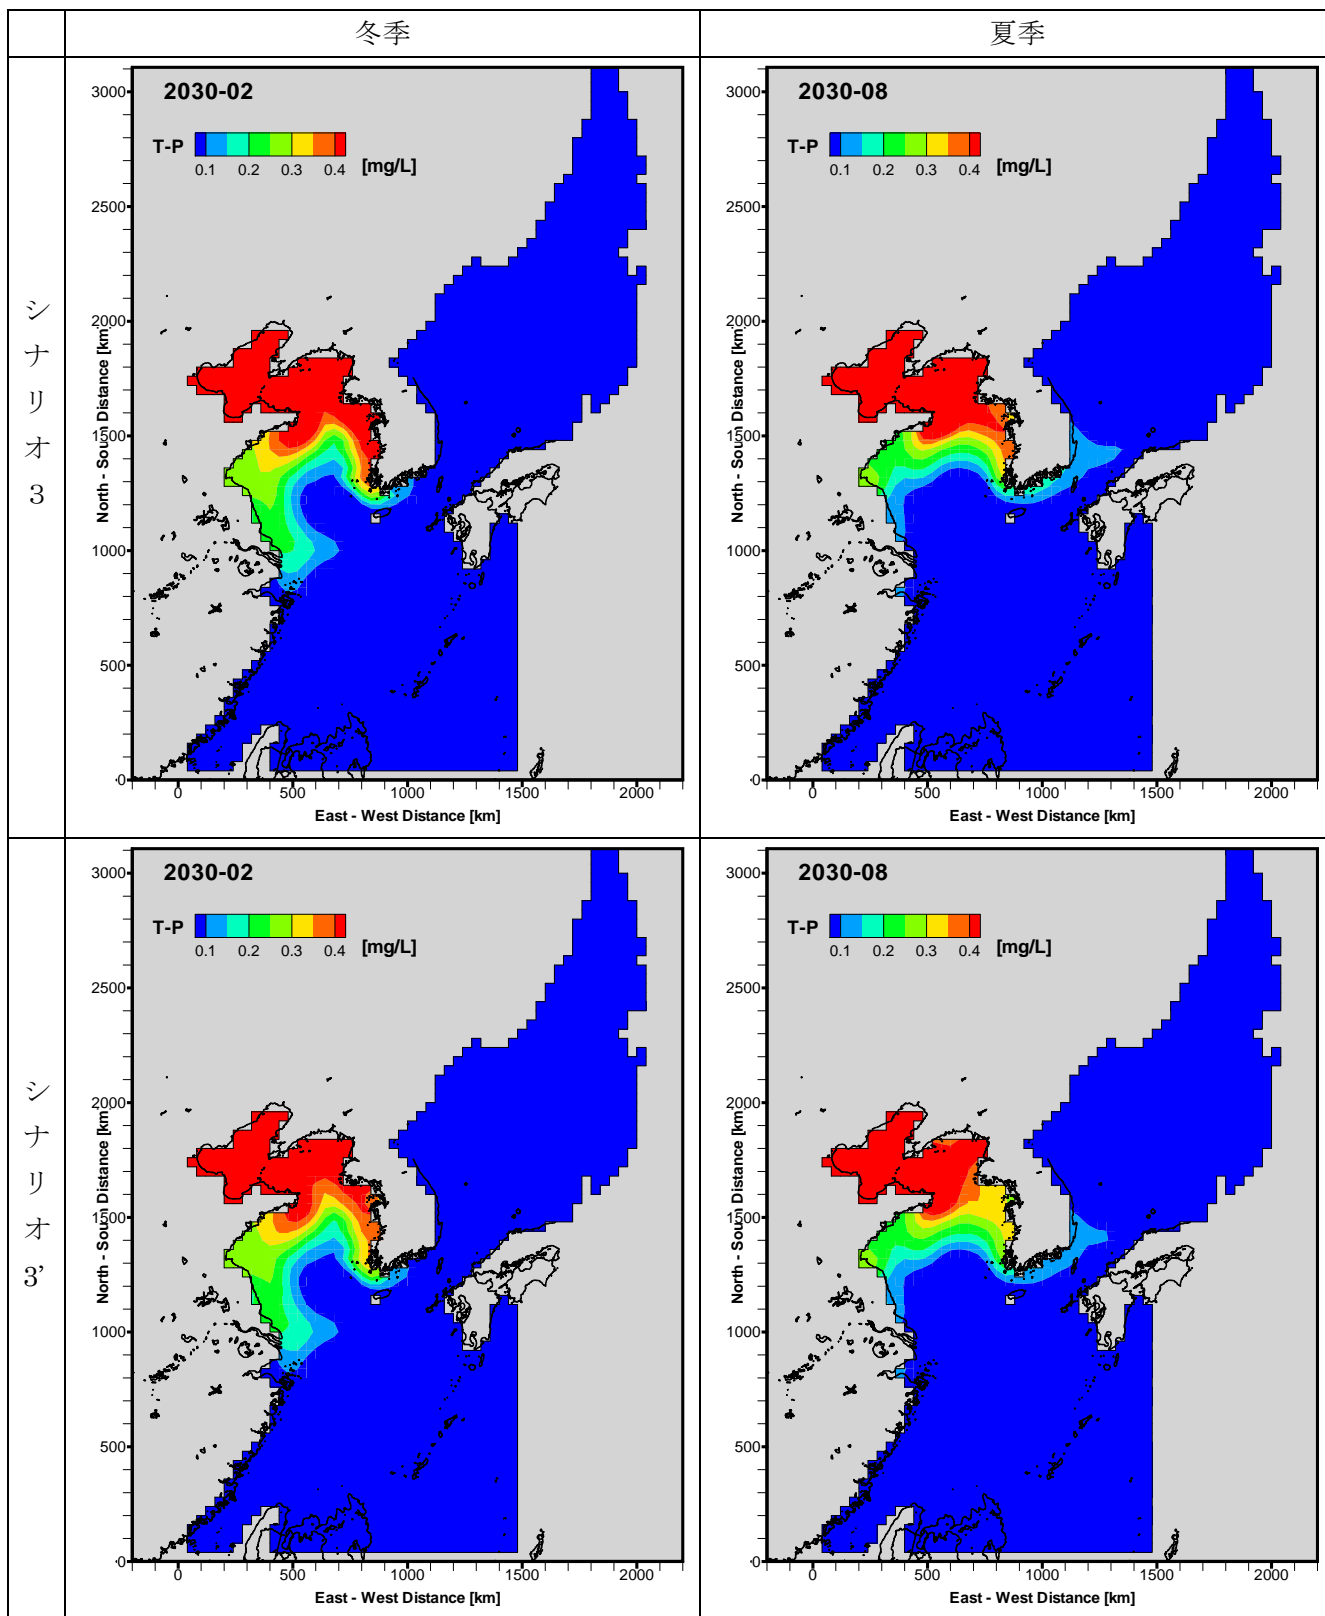 冬季
夏季
シナリオ3
2030-02
T-P
0.1 0.2 0.3 0.4
[mg/L]
North - South Distance [km]
3000
2500
2000
1500
1000
500
0
0 500 1000 1500 2000
East - West Distance [km]
2030-08
T-P
0.1 0.2 0.3 0.4
[mg/L]
North - South Distance [km]
3000
2500
2000
1500
1000
500
0
0 500 1000 1500 2000
East - West Distance [km]
シナリオ3’
2030-02
T-P
0.1 0.2 0.3 0.4
[mg/L]
North - South Distance [km]
3000
2500
2000
1500
1000
500
0
0 500 1000 1500 2000
East - West Distance [km]
2030-08
T-P
0.1 0.2 0.3 0.4
[mg/L]
North - South Distance [km]
3000
2500
2000
1500
1000
500
0
0 500 1000 1500 2000
East - West Distance [km]